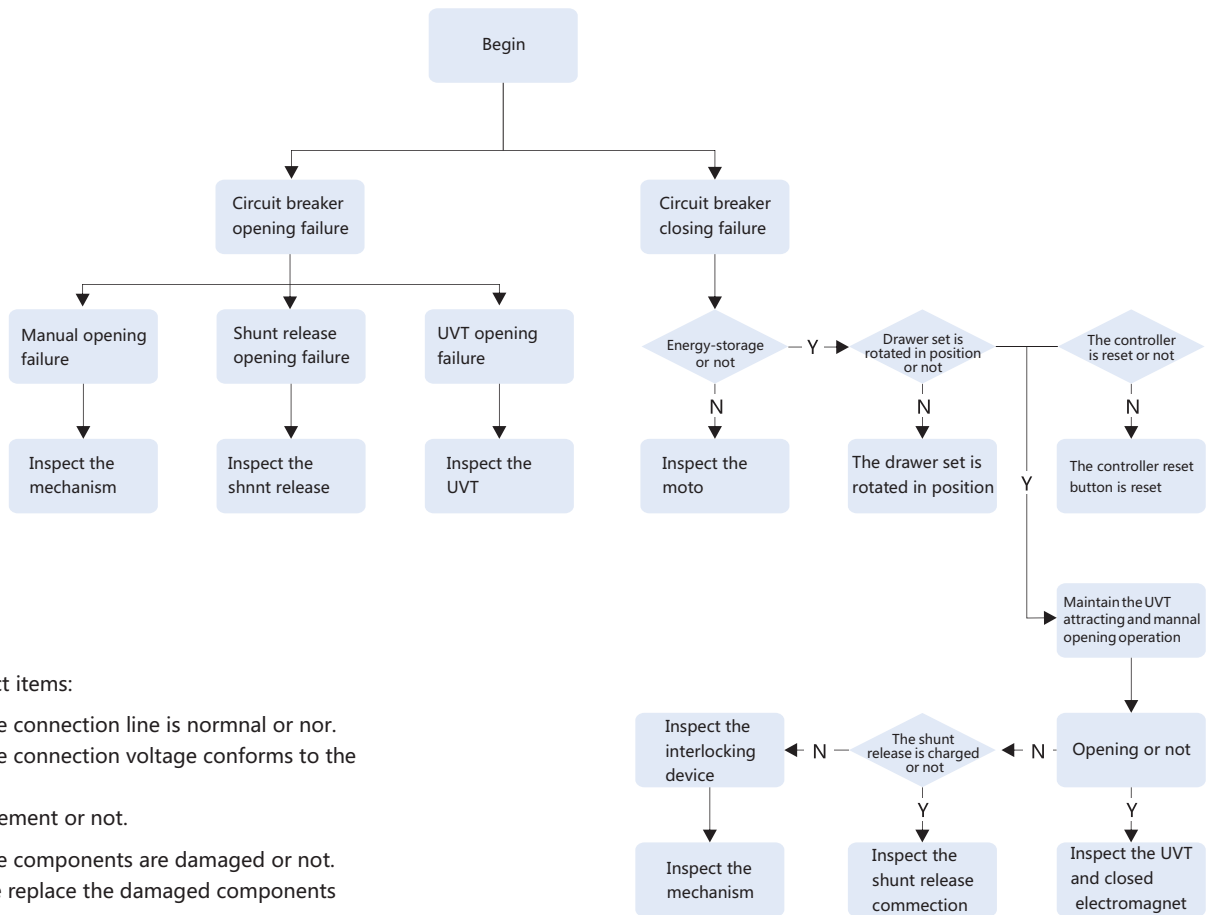 Begin
Circuit breaker
opening failure
Circuit breaker
closing failure
Manual opening
failure
Shunt release
opening failure
UVT opening
failure
Energy-storage
or not
Y
Drawer set is
rotated in position
or not
The controller
is reset or not
N
N
N
Inspect the
mechanism
Inspect the
shnnt release
Inspect the
UVT
Inspect the
moto
The drawer set is
rotated in position
Y
The controller reset
button is reset
Maintain the UVT
attracting and mannal
opening operation
ct items:
e connection line is normnal or nor.
e connection voltage conforms to the
ement or not.
e components are damaged or not.
e replace the damaged components
Inspect the
interlocking
device
N
The shunt
release is charged
or not
N
Opening or not
Y
Y
Inspect the
mechanism
Inspect the
shunt release
commection
Inspect the UVT
and closed
electromagnet